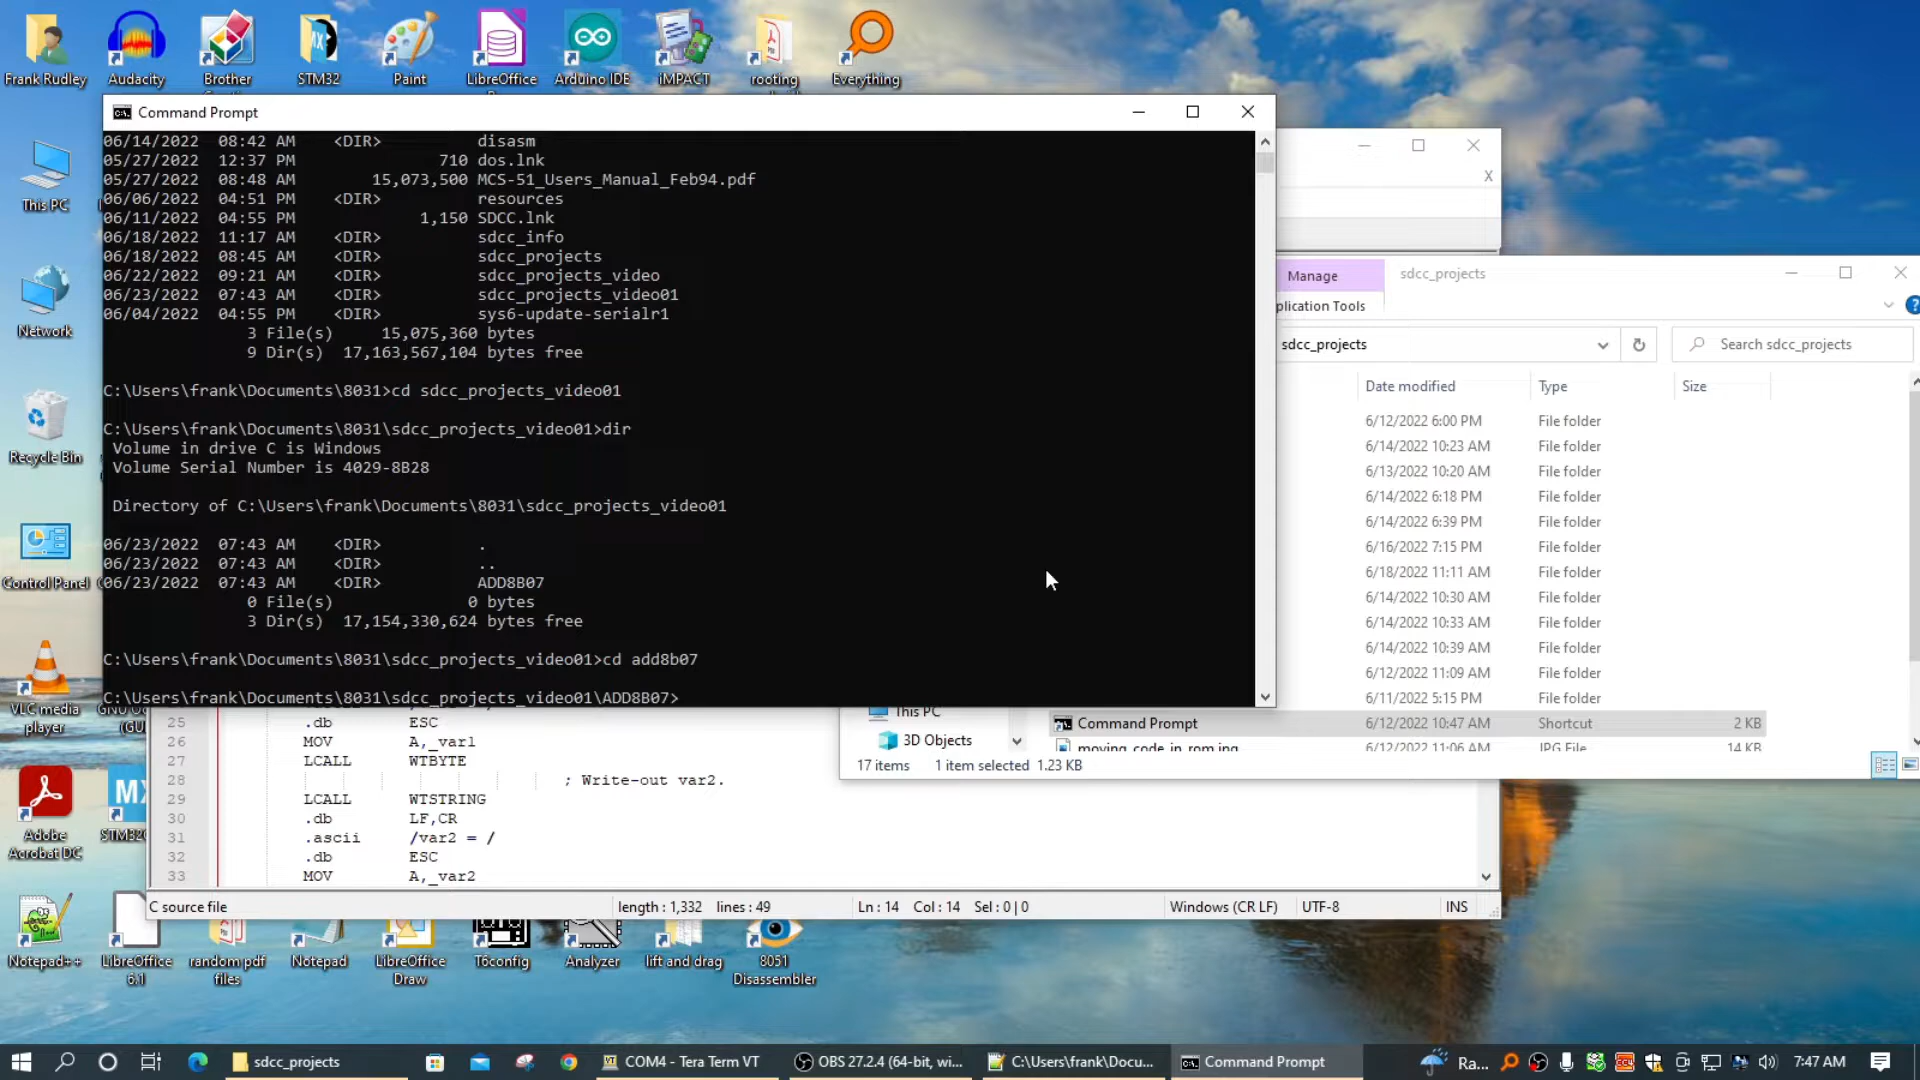 Frank Rudley
Audacity
Brother
STM32
Paint
LibreOffice
Arduino IDE
iMPACT
rooting
Everything
This PC
Network
Recycle Bin
Control Panel
VLC media
player
GNU Oc
(GUI
Adobe
Acrobat DC
MX
STM32C
Command Prompt
06/14/2022  08:42 AM    <DIR>          disasm
05/27/2022  12:37 PM               710 dos.lnk
05/27/2022  08:48 AM        15,073,500 MCS-51_Users_Manual_Feb94.pdf
06/06/2022  04:51 PM    <DIR>          resources
06/11/2022  04:55 PM             1,150 SDCC.lnk
06/18/2022  11:17 AM    <DIR>          sdcc_info
06/18/2022  08:45 AM    <DIR>          sdcc_projects
06/22/2022  09:21 AM    <DIR>          sdcc_projects_video
06/23/2022  07:43 AM    <DIR>          sdcc_projects_video01
06/04/2022  04:55 PM    <DIR>          sys6-update-serialr1
3 File(s)     15,075,360 bytes
9 Dir(s)  17,163,567,104 bytes free
C:\Users\frank\Documents\8031>cd sdcc_projects_video01
C:\Users\frank\Documents\8031\sdcc_projects_video01>dir
Volume in drive C is Windows
Volume Serial Number is 4029-8B28
Directory of C:\Users\frank\Documents\8031\sdcc_projects_video01
06/23/2022  07:43 AM    <DIR>          .
06/23/2022  07:43 AM    <DIR>          ..
06/23/2022  07:43 AM    <DIR>          ADD8B07
0 File(s)              0 bytes
3 Dir(s)  17,154,330,624 bytes free
C:\Users\frank\Documents\8031\sdcc_projects_video01>cd add8b07
C:\Users\frank\Documents\8031\sdcc_projects_video01\ADD8B07>
X
Manage sdcc_projects
plication Tools
sdcc_projects Search sdcc_projects
Date modified Type Size
6/12/2022 6:00 PM File folder
6/14/2022 10:23 AM File folder
6/13/2022 10:20 AM File folder
6/14/2022 6:18 PM File folder
6/14/2022 6:39 PM File folder
6/16/2022 7:15 PM File folder
6/18/2022 11:11 AM File folder
6/14/2022 10:30 AM File folder
6/14/2022 10:33 AM File folder
6/14/2022 10:39 AM File folder
6/12/2022 11:09 AM File folder
6/11/2022 5:15 PM File folder
This PC
3D Objects
Command Prompt 6/12/2022 10:47 AM Shortcut 2 KB
moving_code_in_rom.jpg 6/12/2022 11:06 AM JPG File 14 KB
17 items 1 item selected 1.23 KB
25 .db ESC
26 MOV A,_var1
27 LCALL WTBYTE
28 ; Write-out var2.
29 LCALL WTSTRING
30 .db LF,CR
31 .ascii /var2 = /
32 .db ESC
33 MOV A,_var2
C source file length : 1,332 lines : 49 Ln : 14 Col : 14 Sel : 0 | 0 Windows (CR LF) UTF-8 INS
Notepad++
LibreOffice
6.1
random pdf
files
Notepad
LibreOffice
Draw
T6config
Analyzer
lift and drag
8051
Disassembler
sdcc_projects
COM4 - Tera Term VT
OBS 27.2.4 (64-bit, wi...
C:\Users\frank\Docu...
Command Prompt
Ra...
7:47 AM